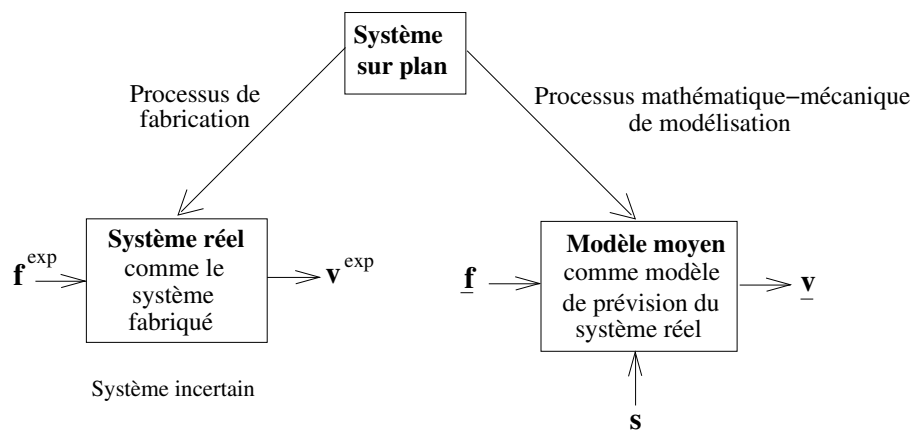 Système
sur plan
Processus de
fabrication
Processus mathématique−mécanique
de modélisation
Système réel
comme le
système
fabriqué
f exp
v exp
Modèle moyen
comme modèle
de prévision du
système réel
f
v
s
Système incertain